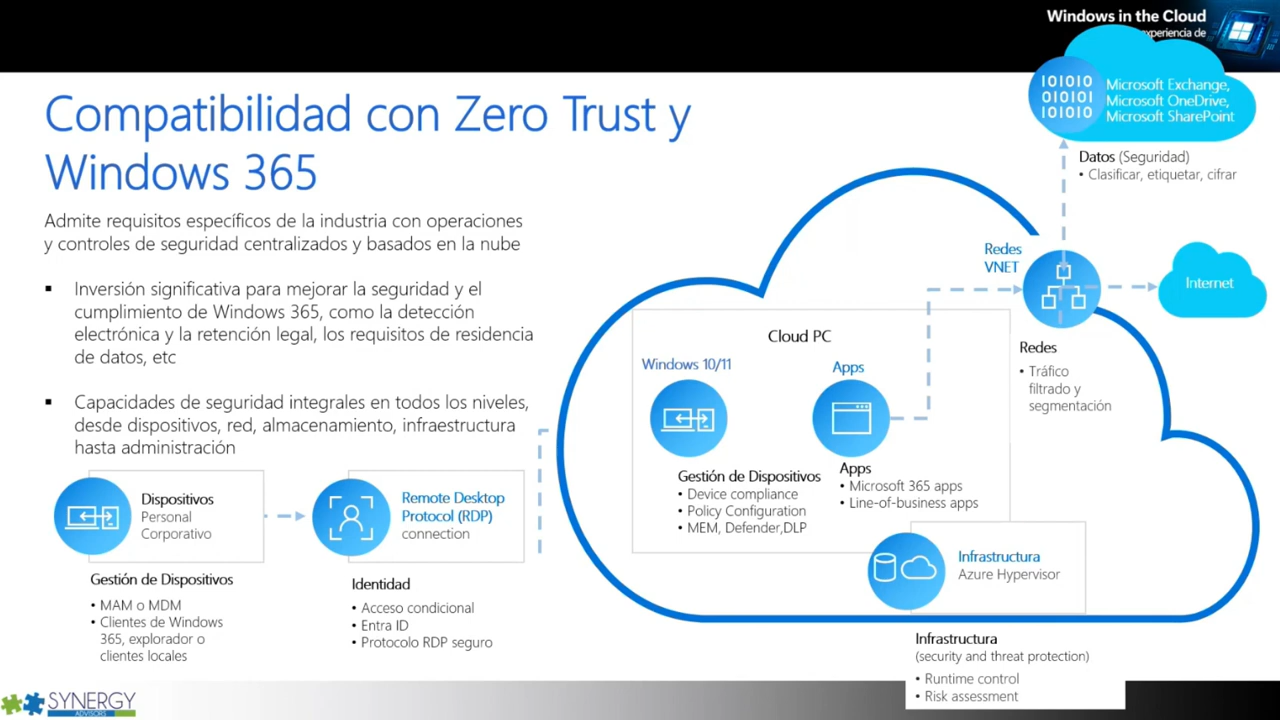 Windows in the Cloud
experiencia de
Compatibilidad con Zero Trust y
Windows 365
Admite requisitos específicos de la industria con operaciones
y controles de seguridad centralizados y basados en la nube
▪ Inversión significativa para mejorar la seguridad y el
cumplimiento de Windows 365, como la detección
electrónica y la retención legal, los requisitos de residencia
de datos, etc
▪ Capacidades de seguridad integrales en todos los niveles,
desde dispositivos, red, almacenamiento, infraestructura
hasta administración
Dispositivos
Personal
Corporativo
Gestión de Dispositivos
• MAM o MDM
• Clientes de Windows
365, explorador o
clientes locales
Remote Desktop
Protocol (RDP)
connection
Identidad
• Acceso condicional
• Entra ID
• Protocolo RDP seguro
Cloud PC
Windows 10/11
Gestión de Dispositivos
• Device compliance
• Policy Configuration
• MEM, Defender,DLP
Apps
Apps
• Microsoft 365 apps
• Line-of-business apps
Infrastructura
Azure Hypervisor
Infrastructura
(security and threat protection)
• Runtime control
• Risk assessment
Redes
VNET
Redes
• Tráfico
filtrado y
segmentación
Internet
010101
Microsoft Exchange,
Microsoft OneDrive,
Microsoft SharePoint
101010
010101
101010
Datos (Seguridad)
• Clasificar, etiquetar, cifrar
SYNERGY
ADVISORS